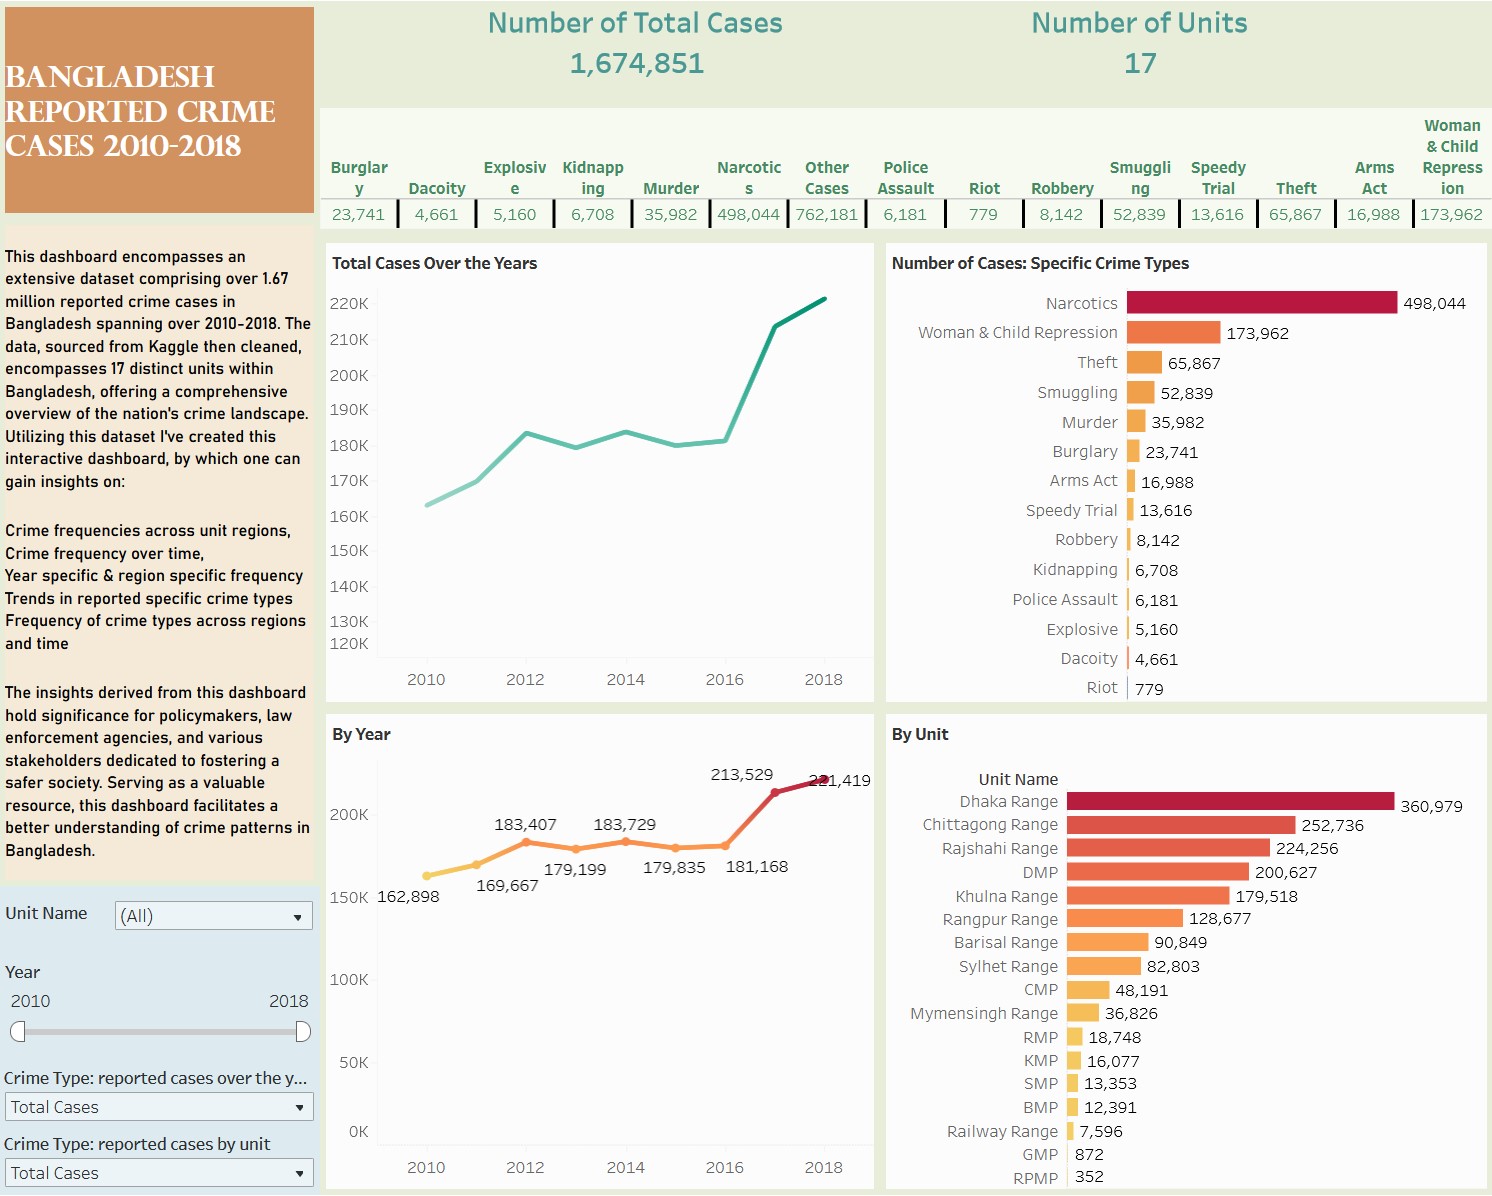 BANGLADESH
REPORTED CRIME
CASES 2010-2018
This dashboard encompasses an
extensive dataset comprising over 1.67
million reported crime cases in
Bangladesh spanning over 2010-2018. The
data, sourced from Kaggle then cleaned,
encompasses 17 distinct units within
Bangladesh, offering a comprehensive
overview of the nation's crime landscape.
Utilizing this dataset I've created this
interactive dashboard, by which one can
gain insights on:
Crime frequencies across unit regions,
Crime frequency over time,
Year specific & region specific frequency
Trends in reported specific crime types
Frequency of crime types across regions
and time
The insights derived from this dashboard
hold significance for policymakers, law
enforcement agencies, and various
stakeholders dedicated to fostering a
safer society. Serving as a valuable
resource, this dashboard facilitates a
better understanding of crime patterns in
Bangladesh.
Unit Name
(All)
Year
2010 2018
Crime Type: reported cases over the y...
Total Cases
Crime Type: reported cases by unit
Total Cases
Number of Total Cases
1,674,851
Number of Units
17
Woman
& Child
Burglar Explosiv Kidnapp Narcotic Other Police Smuggli Speedy Arms Repress
y Dacoity e ing Murder s Cases Assault Riot Robbery ng Trial Theft Act ion
23,741 4,661 5,160 6,708 35,982 498,044 762,181 6,181 779 8,142 52,839 13,616 65,867 16,988 173,962
Total Cases Over the Years
220K
210K
200K
190K
180K
170K
160K
150K
140K
130K
120K
2010 2012 2014 2016 2018
Number of Cases: Specific Crime Types
Narcotics 498,044
Woman & Child Repression 173,962
Theft 65,867
Smuggling 52,839
Murder 35,982
Burglary 23,741
Arms Act 16,988
Speedy Trial 13,616
Robbery 8,142
Kidnapping 6,708
Police Assault 6,181
Explosive 5,160
Dacoity 4,661
Riot 779
By Year
213,529 221,419
200K
183,407 183,729
179,199 179,835 181,168
169,667
150K 162,898
100K
50K
0K
2010 2012 2014 2016 2018
By Unit
Unit Name
Dhaka Range 360,979
Chittagong Range 252,736
Rajshahi Range 224,256
DMP 200,627
Khulna Range 179,518
Rangpur Range 128,677
Barisal Range 90,849
Sylhet Range 82,803
CMP 48,191
Mymensingh Range 36,826
RMP 18,748
KMP 16,077
SMP 13,353
BMP 12,391
Railway Range 7,596
GMP 872
RPMP 352